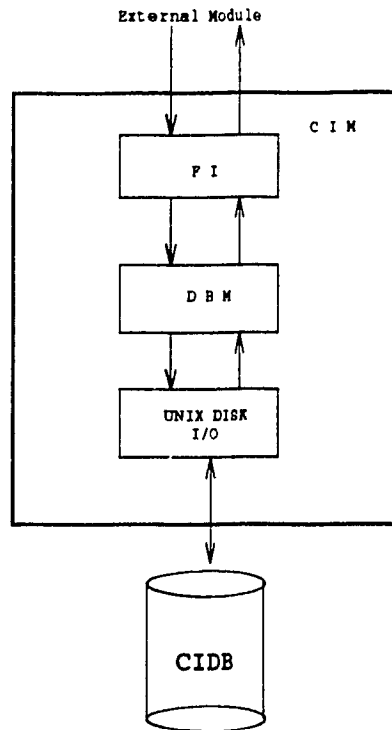 External Module
C I M
F I
D B M
UNIX DISK
I/O
CIDB